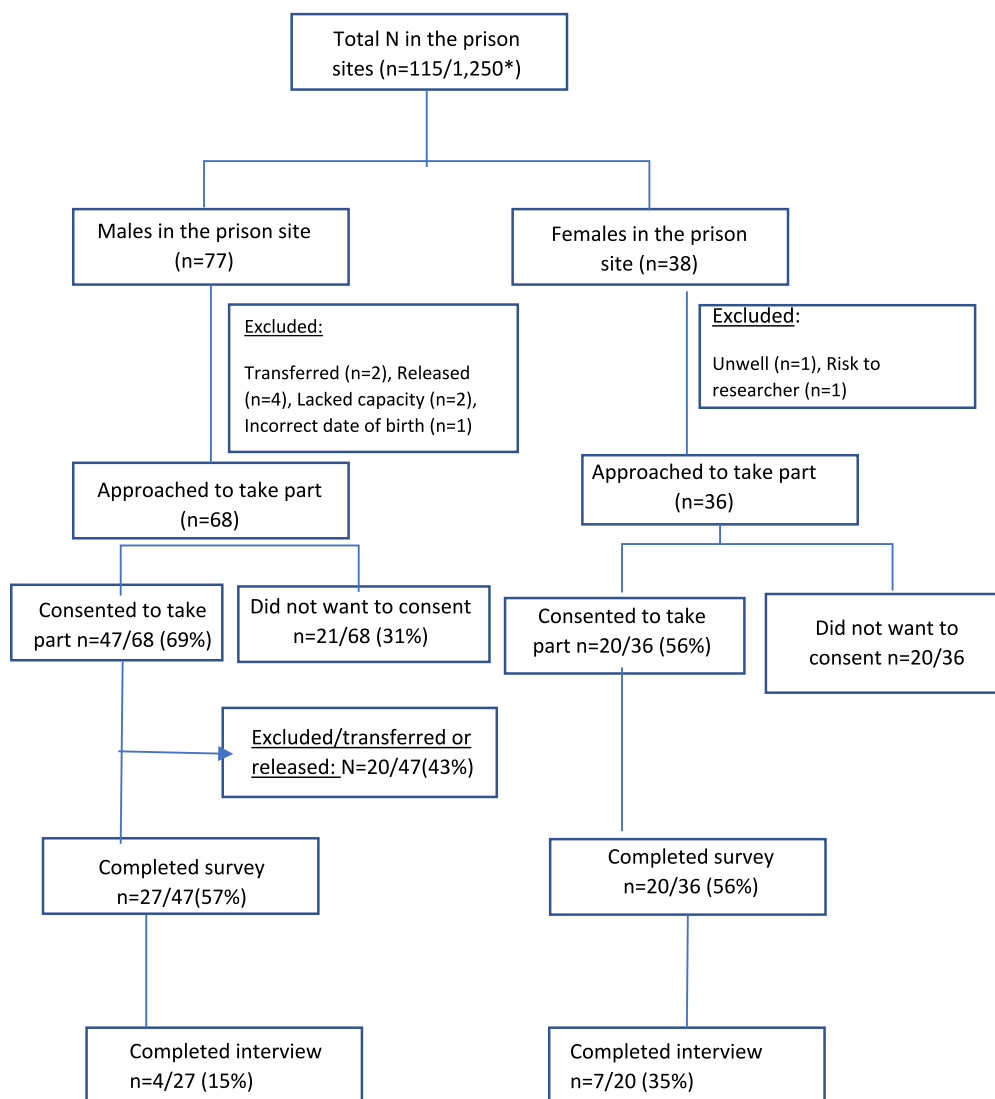 Total N in the prison
sites (n=115/1,250*)
Males in the prison site
(n=77)
Females in the prison
site (n=38)
Excluded:
Transferred (n=2), Released
(n=4), Lacked capacity (n=2),
Incorrect date of birth (n=1)
Excluded:
Unwell (n=1), Risk to
researcher (n=1)
Approached to take part
(n=68)
Approached to take part
(n=36)
Consented to take
part n=47/68 (69%)
Did not want to consent
n=21/68 (31%)
Consented to take
part n=20/36 (56%)
Did not want to
consent n=20/36
Excluded/transferred or
released: N=20/47(43%)
Completed survey
n=27/47(57%)
Completed survey
n=20/36 (56%)
Completed interview
n=4/27 (15%)
Completed interview
n=7/20 (35%)